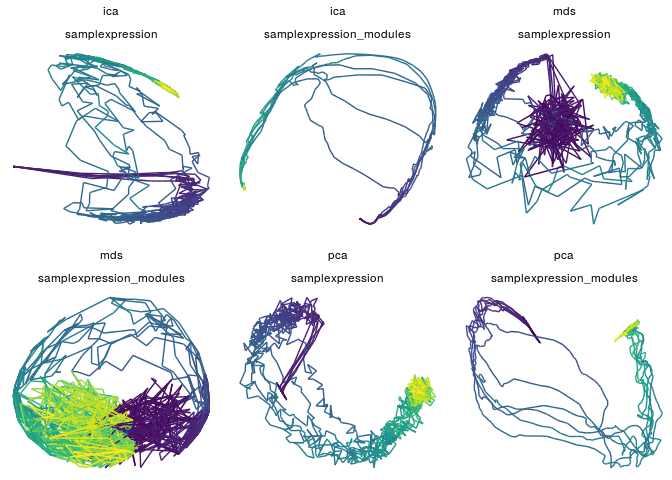 ica
samplexpression
ica
samplexpression_modules
mds
samplexpression
mds
samplexpression_modules
pca
samplexpression
pca
samplexpression_modules